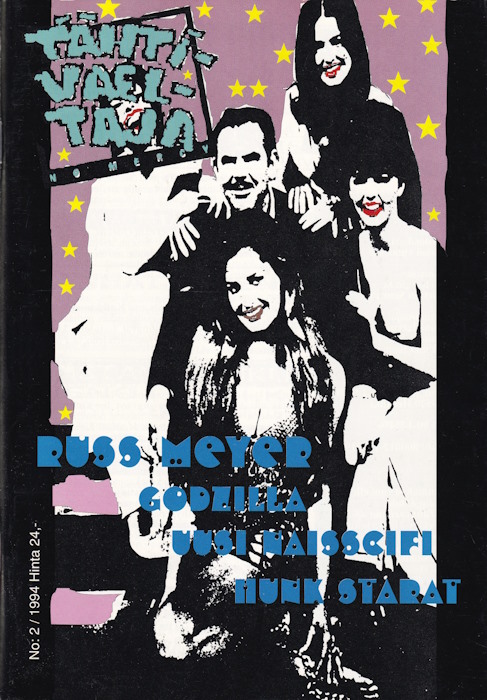 TÄHTI-
VAEL-
TAJA
NO MERCY
RUSS MEYER
GODZILLA
UUSI NAISSCIFI
HUNK STARAT
No: 2 / 1994 Hinta 24,-